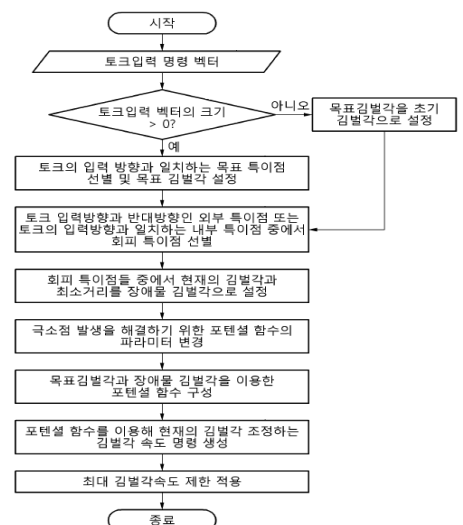 시작
토크입력 명령 벡터
토크입력 벡터의 크기
> 0?
아니오
목표김벌각을 초기
김벌각으로 설정
예
토크의 입력 방향과 일치하는 목표 특이점
선별 및 목표 김벌각 설정
토크 입력방향과 반대방향인 외부 특이점 또는
토크의 입력방향과 일치하는 내부 특이점 중에서
회피 특이점 선별
회피 특이점들 중에서 현재의 김벌각과
최소거리를 장애물 김벌각으로 설정
극소점 발생을 해결하기 위한 포텐셜 함수의
파라미터 변경
목표김벌각과 장애물 김벌각을 이용한
포텐셜 함수 구성
포텐셜 함수를 이용해 현재의 김벌각 조정하는
김벌각 속도 명령 생성
최대 김벌각속도 제한 적용
종료